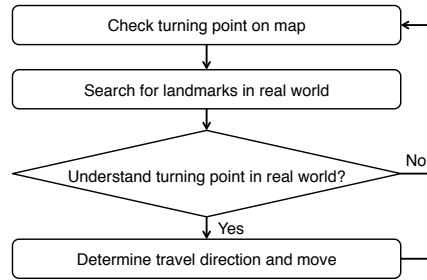 Check turning point on map
Search for landmarks in real world
Understand turning point in real world?
No
Yes
Determine travel direction and move